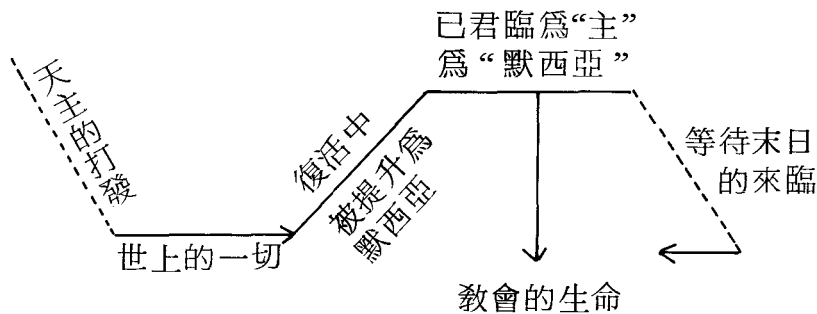 已君臨爲“主”
爲“默西亞”
天主的打發
復活中
被提升爲
默西亞
等待末日
的來臨
世上的一切
教會的生命